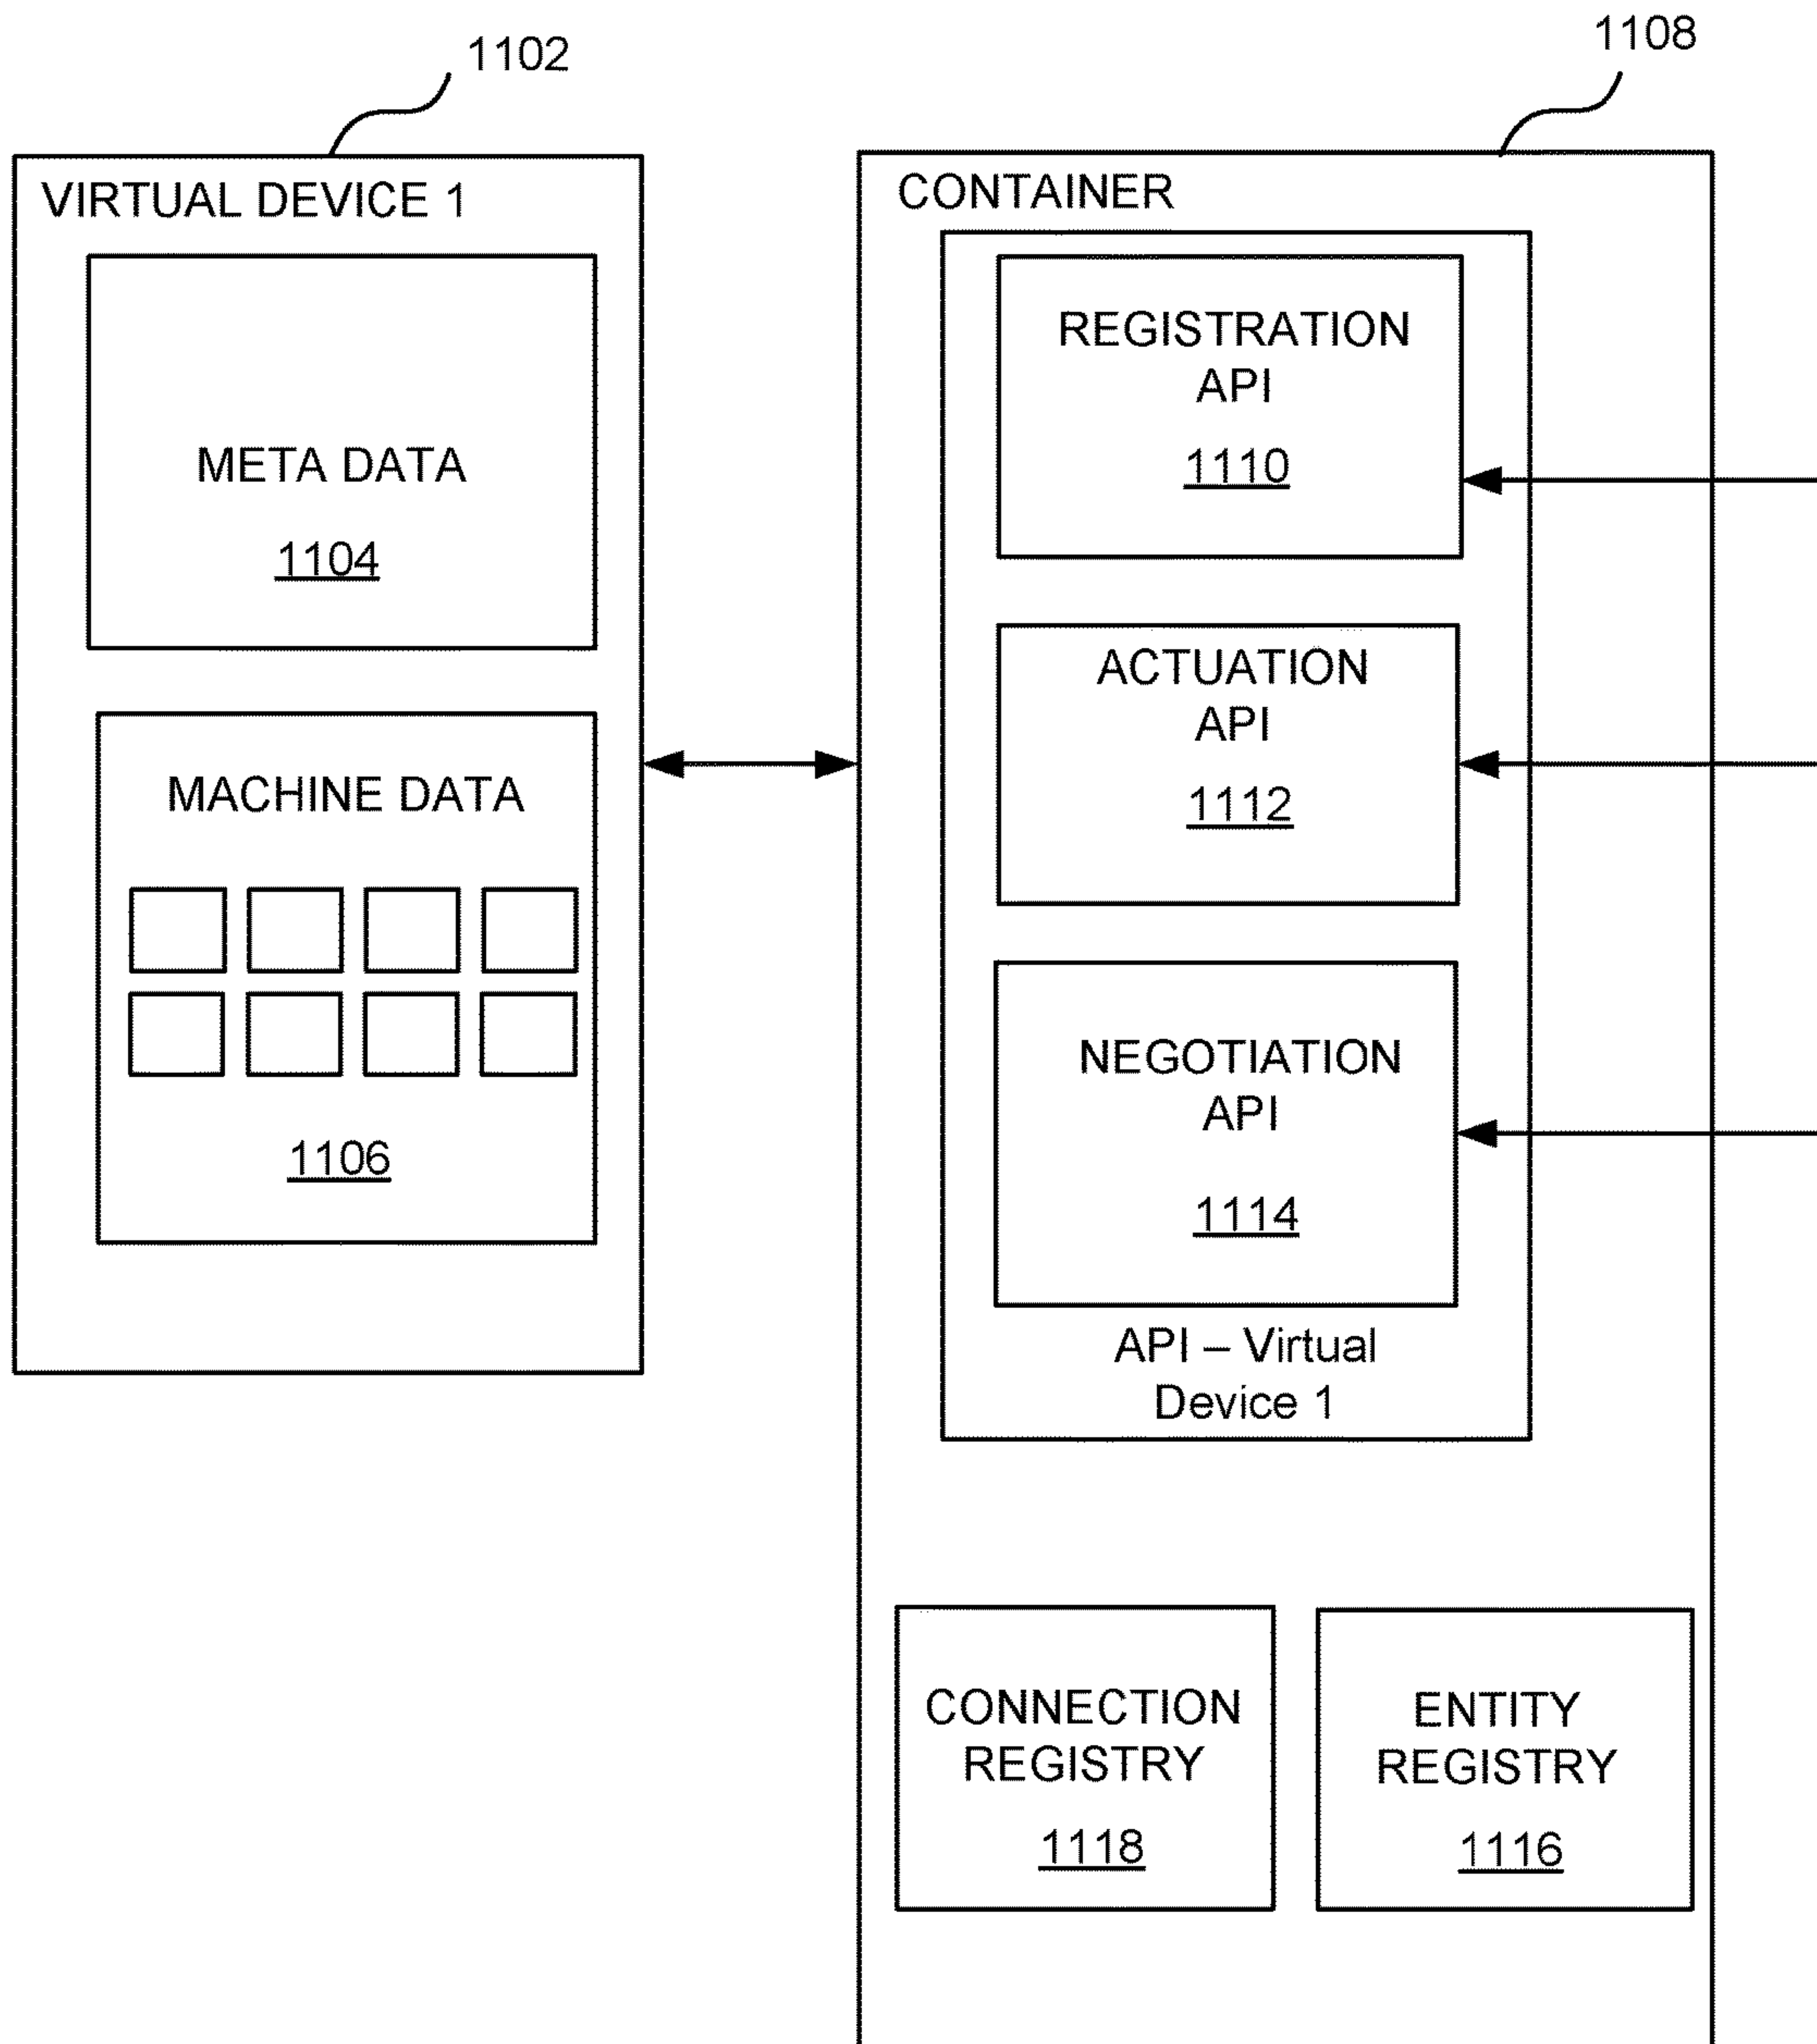 1102
1108
VIRTUAL DEVICE 1
META DATA
1104
MACHINE DATA
1106
CONTAINER
REGISTRATION
API
1110
ACTUATION
API
1112
NEGOTIATION
API
1114
API – Virtual
Device 1
CONNECTION
REGISTRY
1118
ENTITY
REGISTRY
1116